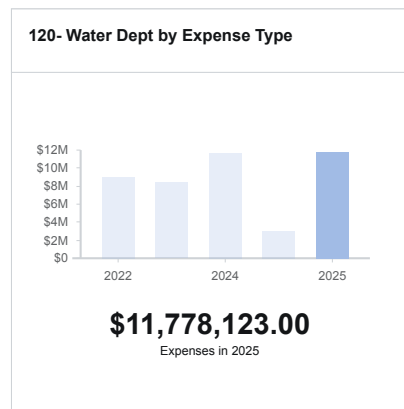 120- Water Dept by Expense Type
$12M
$10M
$8M
$6M
$4M
$2M
$0
2022
2024
2025
$11,778,123.00
Expenses in 2025